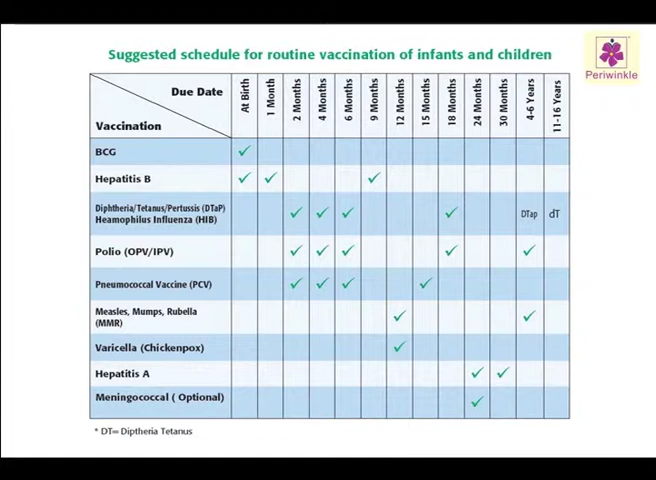 Suggested schedule for routine vaccination of infants and children
Periwinkle
Due Date
Vaccination
At Birth
1 Month
2 Months
4 Months
6 Months
9 Months
12 Months
15 Months
18 Months
24 Months
30 Months
4-6 Years
11-16 Years
BCG
Hepatitis B
Diphtheria/Tetanus/Pertussis (DTaP)
Heamophilus Influenza (HIB)
DTap
dT
Polio (OPV/IPV)
Pneumococcal Vaccine (PCV)
Measles, Mumps, Rubella
(MMR)
Varicella (Chickenpox)
Hepatitis A
Meningococcal ( Optional)
* DT= Diptheria Tetanus